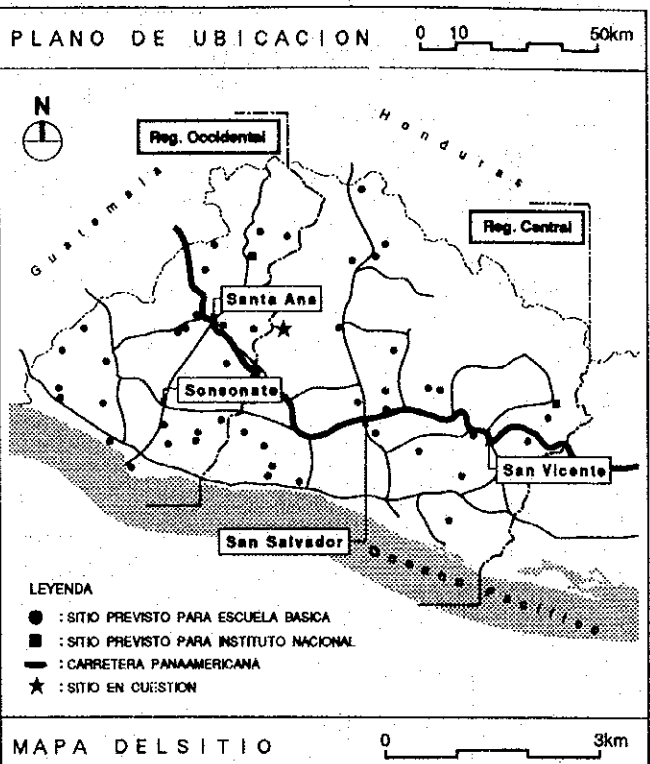 PLANO DE UBICACION
0 10 50km
N
Reg. Occidental
Honduras
Guatemala
Reg. Central
Santa Ana
Sonsonate
San Vicente
San Salvador
Oceano Pasifico
LEYENDA
● : SITIO PREVISTO PARA ESCUELA BASICA
■ : SITIO PREVISTO PARA INSTITUTO NACIONAL
▬ : CARRETERA PANAAMERICANA
★ : SITIO EN CUESTION
MAPA DELSITIO
0 3km